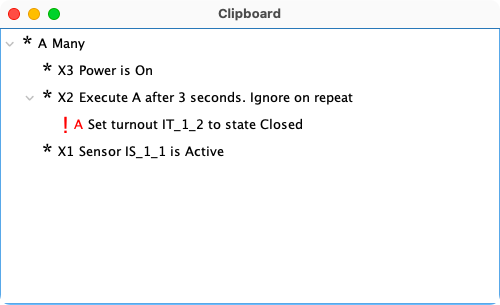 Clipboard
* A Many
* X3 Power is On
* X2 Execute A after 3 seconds. Ignore on repeat
! A Set turnout IT_1_2 to state Closed
* X1 Sensor IS_1_1 is Active